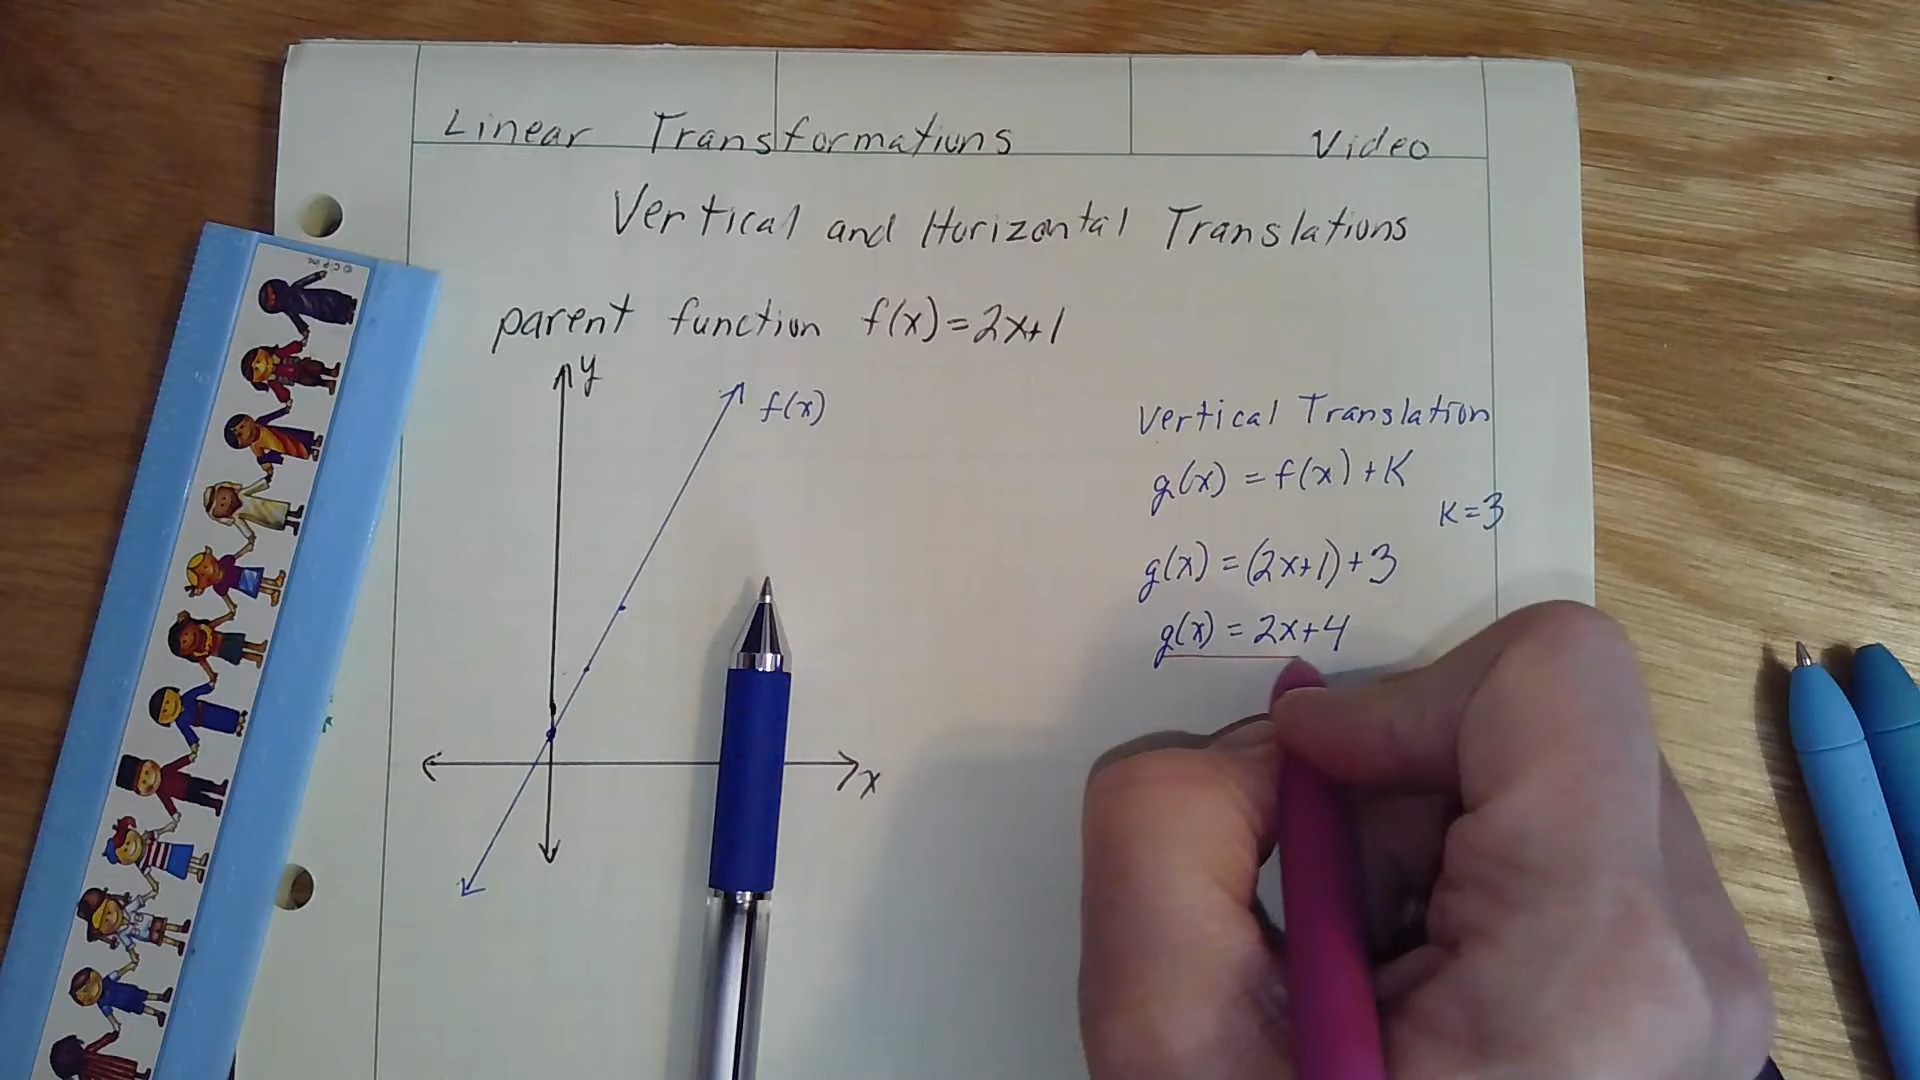 Linear Transformations Video
Vertical and Horizontal Translations
parent function f(x)=2x+1
y
f(x)
x
Vertical Translation
g(x) = f(x) + K
K=3
g(x) = (2x+1)+3
g(x) = 2x+4